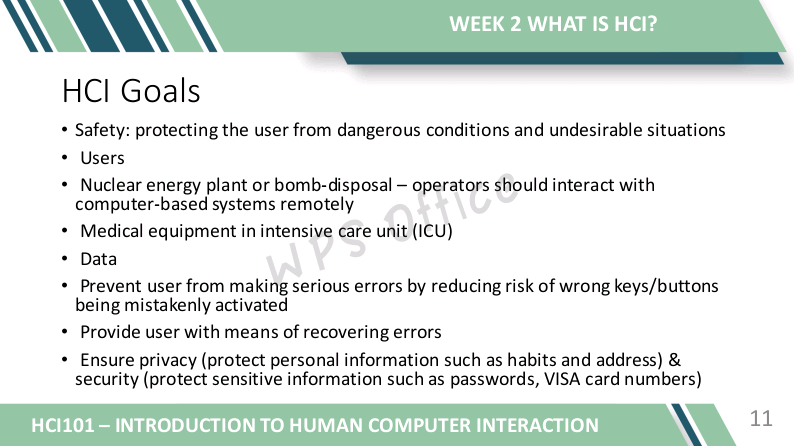 WEEK 2 WHAT IS HCI?
HCI Goals
• Safety: protecting the user from dangerous conditions and undesirable situations
• Users
• Nuclear energy plant or bomb-disposal – operators should interact with
computer-based systems remotely
• Medical equipment in intensive care unit (ICU)
• Data
• Prevent user from making serious errors by reducing risk of wrong keys/buttons
being mistakenly activated
• Provide user with means of recovering errors
• Ensure privacy (protect personal information such as habits and address) &
security (protect sensitive information such as passwords, VISA card numbers)
WPS Office
HCI101 – INTRODUCTION TO HUMAN COMPUTER INTERACTION
11